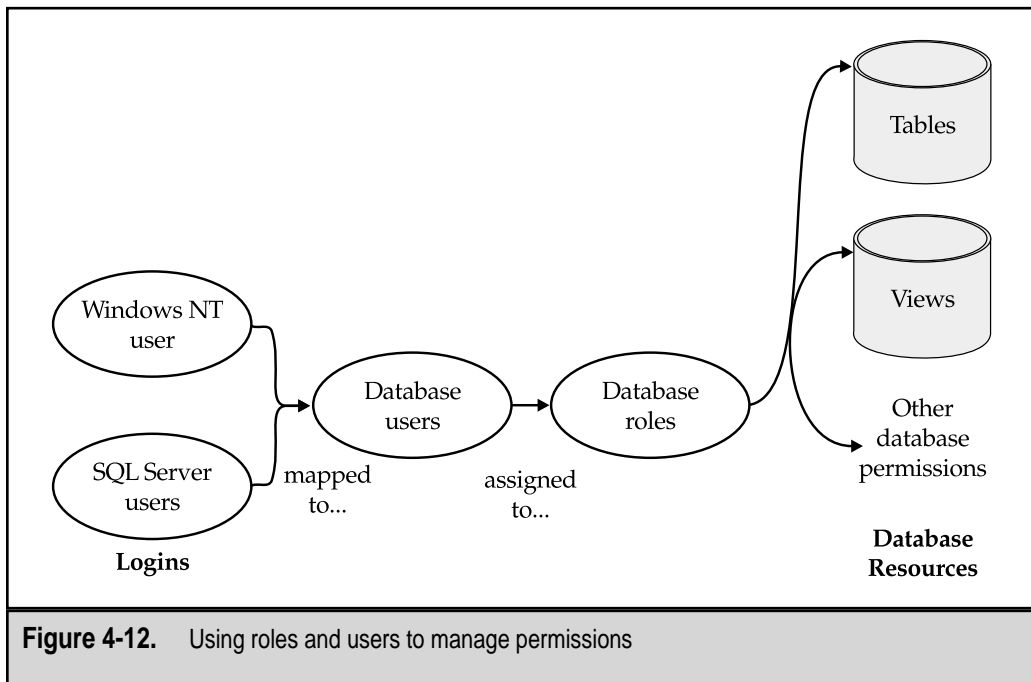 Tables
Views
Windows NT
user
Database
users
Database
roles
Other
database
permissions
SQL Server
users
mapped
to...
assigned
to...
Logins
Database
Resources
Figure 4-12. Using roles and users to manage permissions